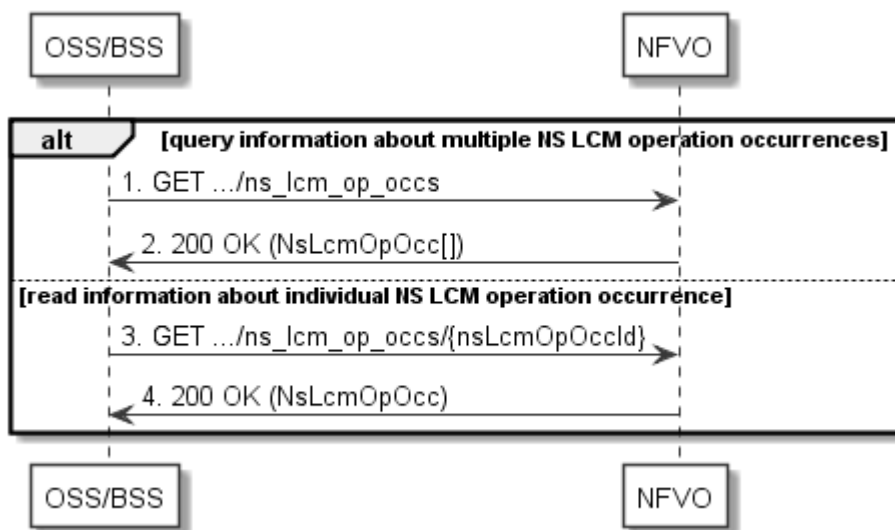 OSS/BSS
NFVO
alt
[query information about multiple NS LCM operation occurrences]
1. GET .../ns_lcm_op_occs
2. 200 OK (NsLcmOpOcc[])
[read information about individual NS LCM operation occurrence]
3. GET .../ns_lcm_op_occs/{nsLcmOpOccId}
4. 200 OK (NsLcmOpOcc)
OSS/BSS
NFVO